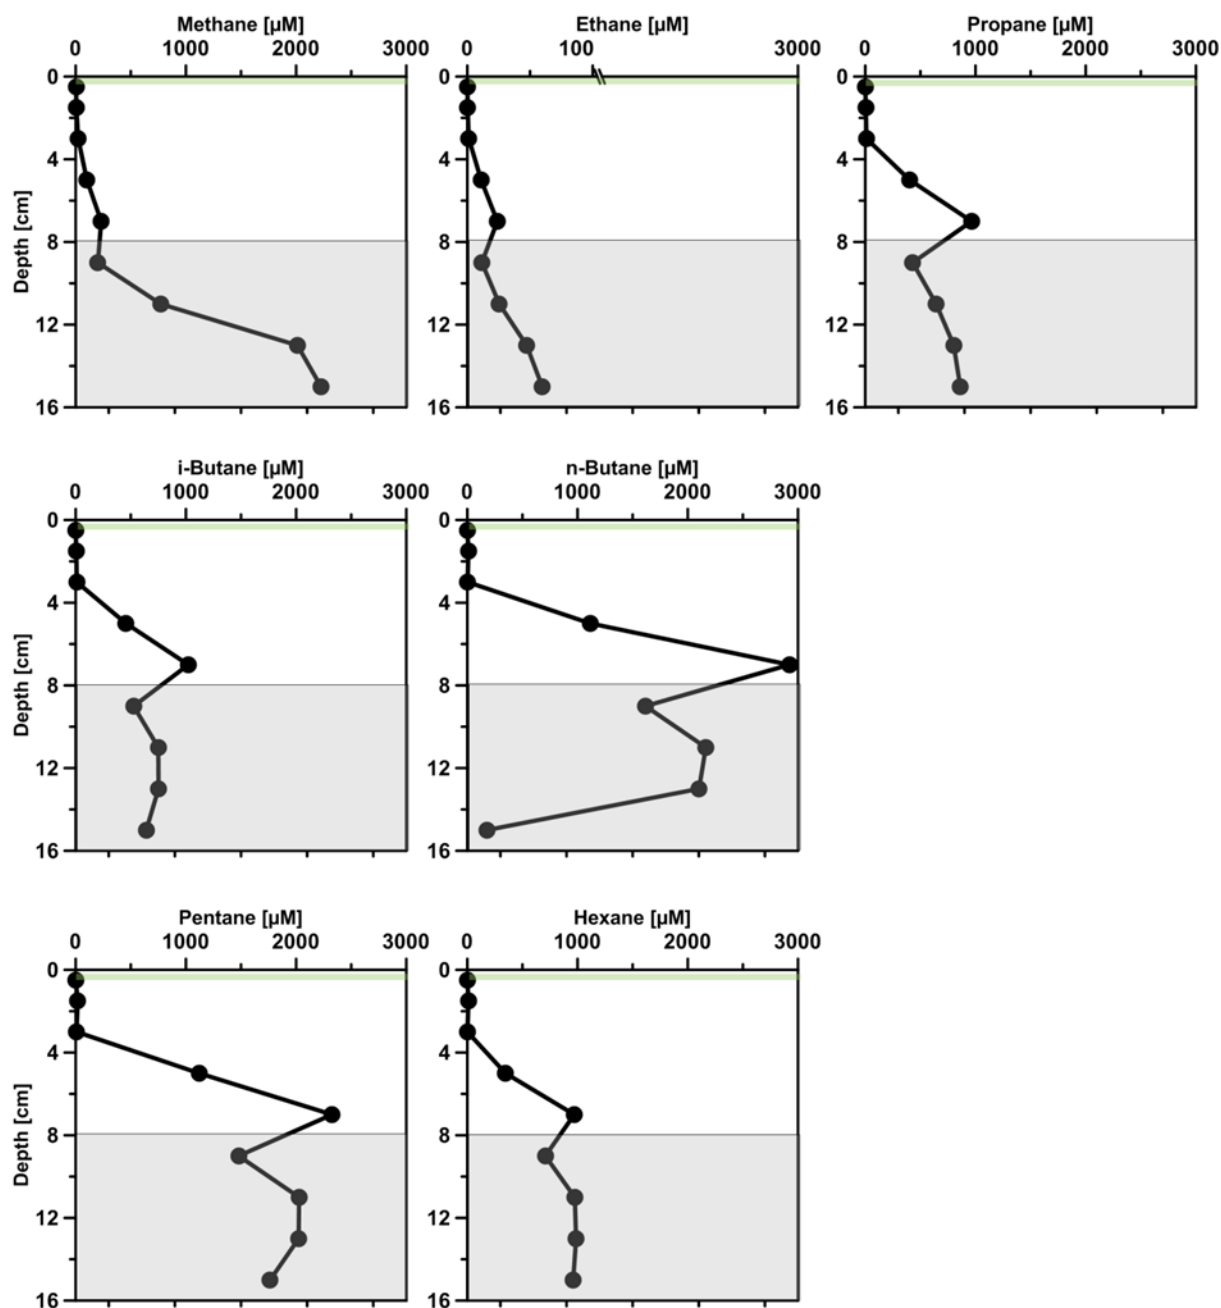 Methane [µM] Ethane [µM] Propane [µM]
0 1000 2000 3000 0 100 3000 0 1000 2000 3000
0 0 0
4 4 4
8 8 8
12 12 12
16 16 16
Depth [cm]
i-Butane [µM] n-Butane [µM]
0 1000 2000 3000 0 1000 2000 3000
0 0
4 4
8 8
12 12
16 16
Depth [cm]
Pentane [µM] Hexane [µM]
0 1000 2000 3000 0 1000 2000 3000
0 0
4 4
8 8
12 12
16 16
Depth [cm]